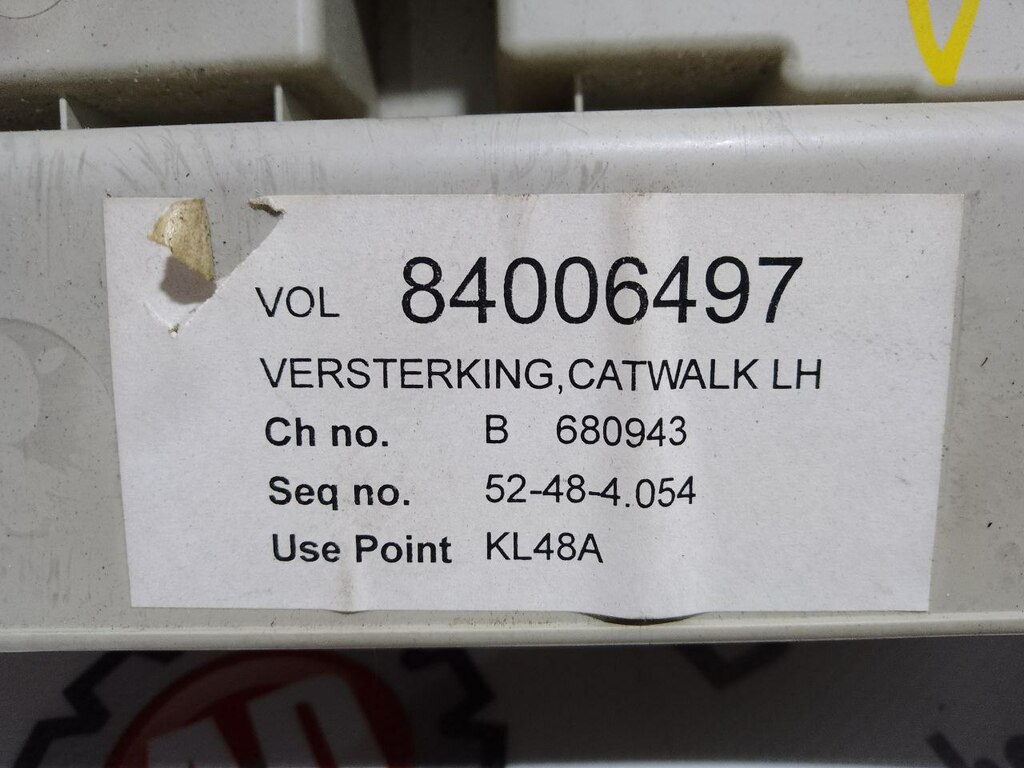 VOL 84006497
VERSTERKING,CATWALK LH
Ch no. B 680943
Seq no. 52-48-4.054
Use Point KL48A